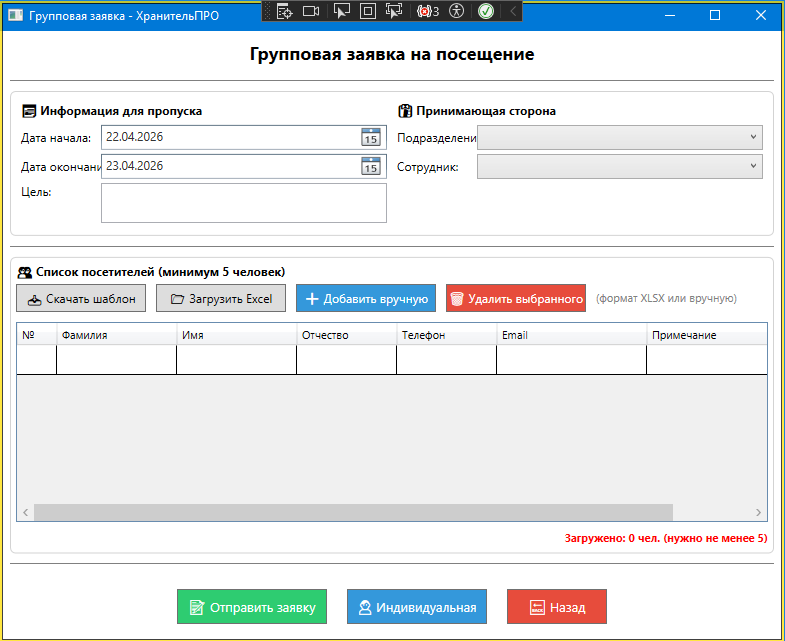 Групповая заявка - ХранительПРО
3
Групповая заявка на посещение
Информация для пропуска
Принимающая сторона
Дата начала: 22.04.2026 15
Подразделени
Дата окончани 23.04.2026 15
Сотрудник:
Цель:
Список посетителей (минимум 5 человек)
Скачать шаблон Загрузить Excel Добавить вручную Удалить выбранного (формат XLSX или вручную)
№ Фамилия Имя Отчество Телефон Email Примечание
Загружено: 0 чел. (нужно не менее 5)
Отправить заявку Индивидуальная Назад